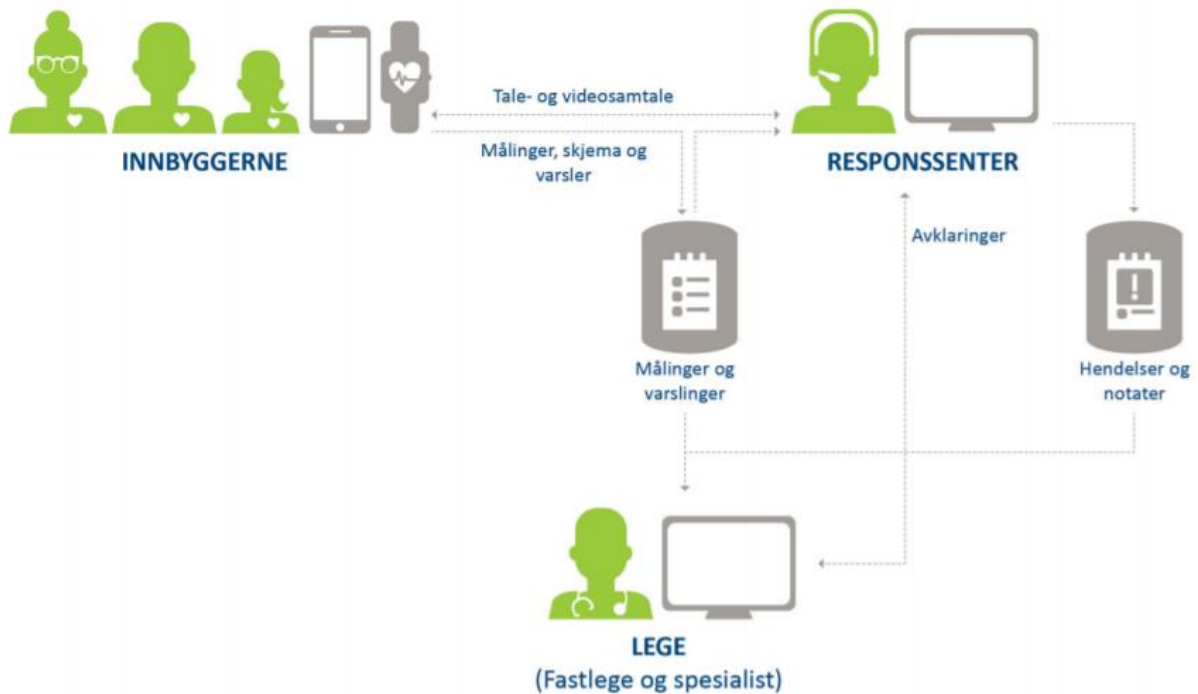 Tale- og videosamtale
INNBYGGERNE
Målinger, skjema og
varsler
RESPONSSENTER
Avklaringer
Målinger og
varslinger
Hendelser og
notater
LEGE
(Fastlege og spesialist)